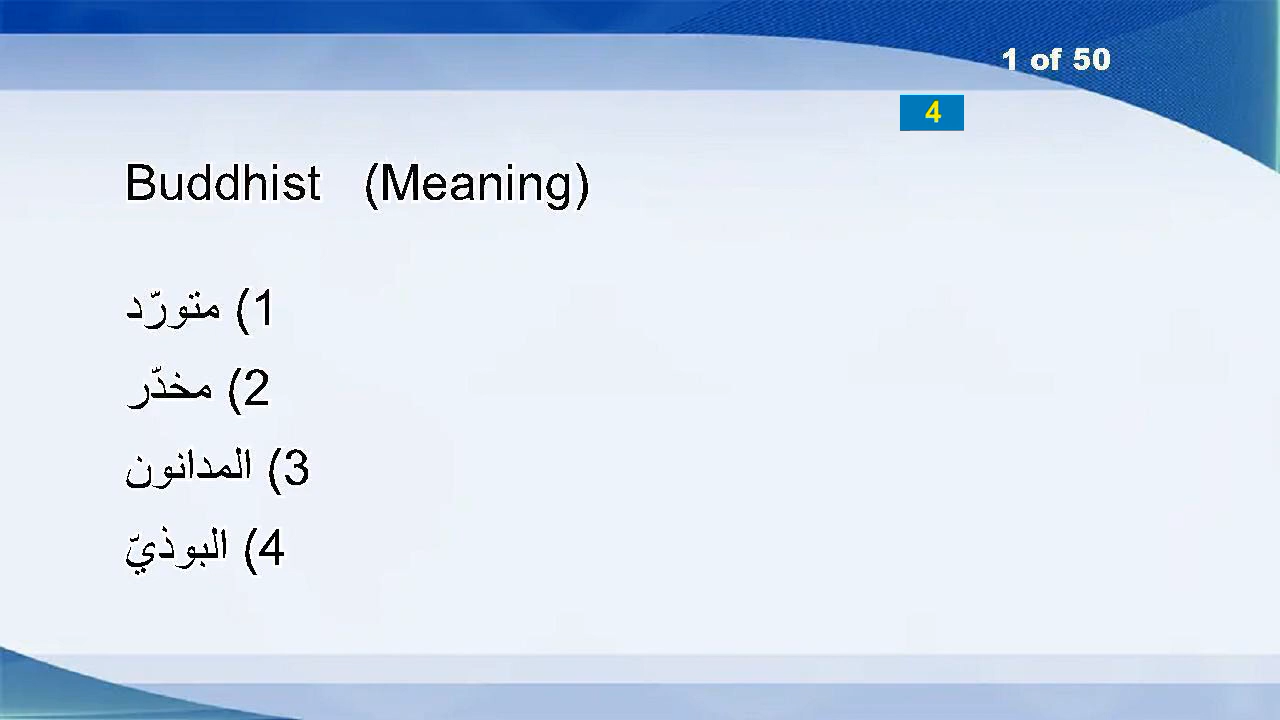 1 of 50
4
Buddhist (Meaning)
1) متورّد
2) مخدّر
3) المدانون
4) البوذيّ